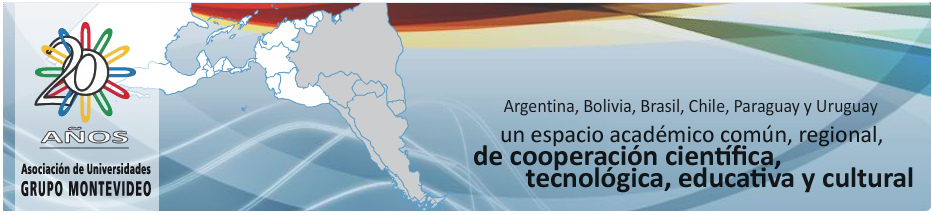 20
AÑOS
Asociación de Universidades
GRUPO MONTEVIDEO
Argentina, Bolivia, Brasil, Chile, Paraguay y Uruguay
un espacio académico común, regional,
de cooperación científica,
tecnológica, educativa y cultural